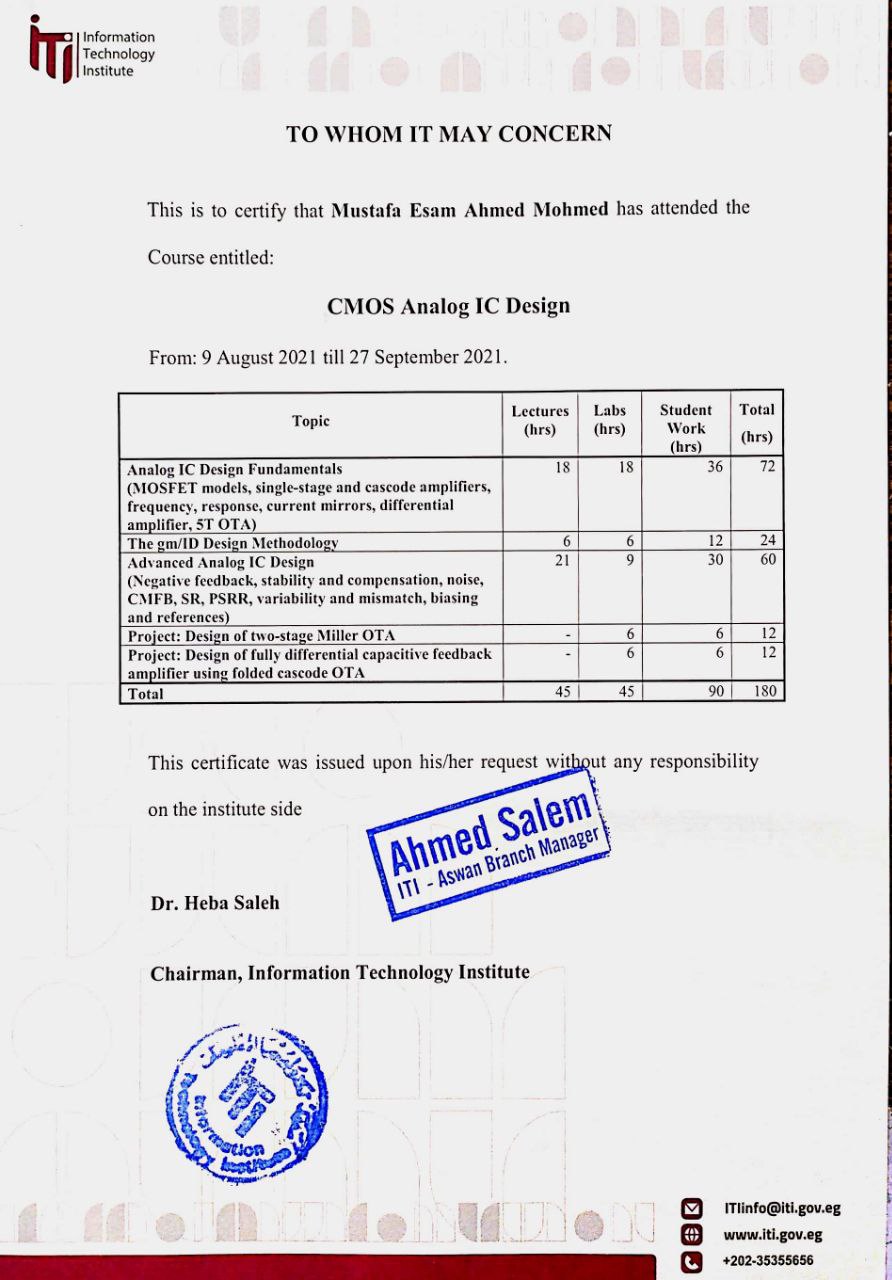 Information
Technology
Institute
TO WHOM IT MAY CONCERN
This is to certify that Mustafa Esam Ahmed Mohmed has attended the
Course entitled:
CMOS Analog IC Design
From: 9 August 2021 till 27 September 2021.
Topic Lectures (hrs) Labs (hrs) Student Work (hrs) Total (hrs)
Analog IC Design Fundamentals 18 18 36 72
(MOSFET models, single-stage and cascode amplifiers,
frequency, response, current mirrors, differential
amplifier, 5T OTA)
The gm/ID Design Methodology 6 6 12 24
Advanced Analog IC Design 21 9 30 60
(Negative feedback, stability and compensation, noise,
CMFB, SR, PSRR, variability and mismatch, biasing
and references)
Project: Design of two-stage Miller OTA - 6 6 12
Project: Design of fully differential capacitive feedback - 6 6 12
amplifier using folded cascode OTA
Total 45 45 90 180
This certificate was issued upon his/her request without any responsibility
on the institute side
Ahmed Salem
ITI - Aswan Branch Manager
Dr. Heba Saleh
Chairman, Information Technology Institute
Information
Institute
ITIinfo@iti.gov.eg
www.iti.gov.eg
+202-35355656